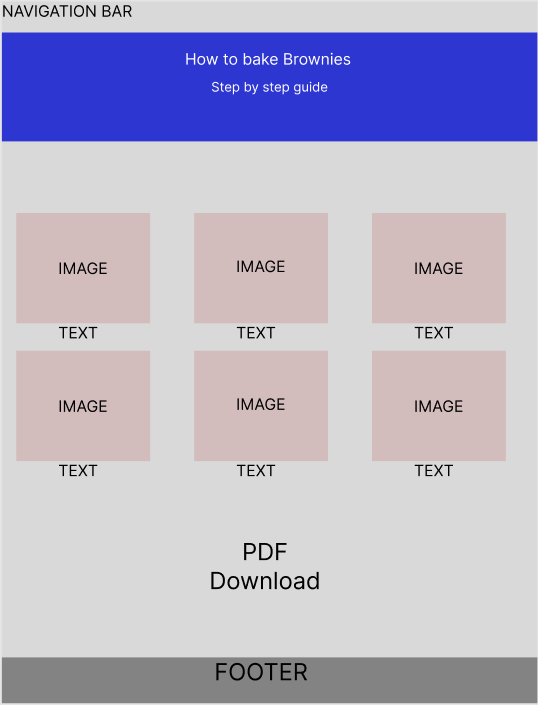 NAVIGATION BAR
How to bake Brownies
Step by step guide
IMAGE
IMAGE
IMAGE
TEXT
TEXT
TEXT
IMAGE
IMAGE
IMAGE
TEXT
TEXT
TEXT
PDF
Download
FOOTER